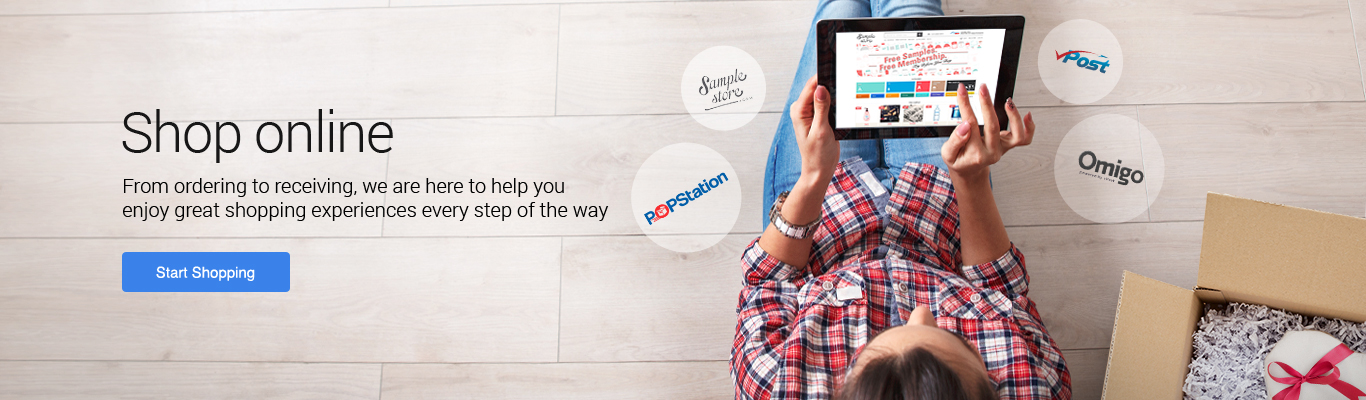 Shop online
From ordering to receiving, we are here to help you
enjoy great shopping experiences every step of the way
Start Shopping
Sample
store
POPStation
vPost
Omigo
Sample
Free Samples.
Free Membership.